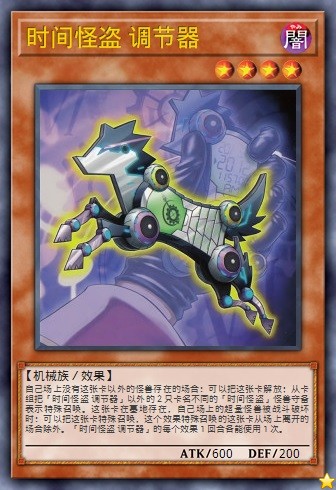 时间怪盗 调节器
闇
【机械族／效果】
自己场上没有这张卡以外的怪兽存在的场合：可以把这张卡解放；从卡
组把「时间怪盗 调节器」以外的2只卡名不同的「时间怪盗」怪兽守备
表示特殊召唤。这张卡在墓地存在，自己场上的超量怪兽被战斗破坏
时：可以把这张卡特殊召唤。这个效果特殊召唤的这张卡从场上离开的
场合除外。「时间怪盗 调节器」的每个效果1回合各能使用1次。
ATK/600 DEF/200